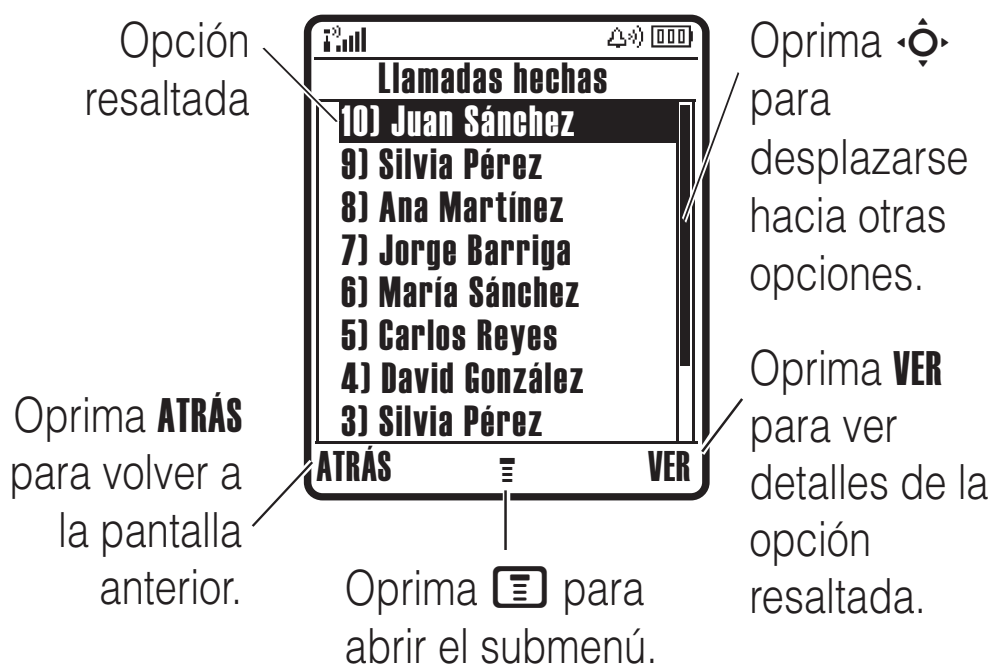 Opción
resaltada
Llamadas hechas
10) Juan Sánchez
9) Silvia Pérez
8) Ana Martínez
7) Jorge Barriga
6) María Sánchez
5) Carlos Reyes
4) David González
3) Silvia Pérez
ATRÁS
VER
Oprima
para
desplazarse
hacia otras
opciones.
Oprima VER
para ver
detalles de la
opción
resaltada.
Oprima ATRÁS
para volver a
la pantalla
anterior.
Oprima para
abrir el submenú.